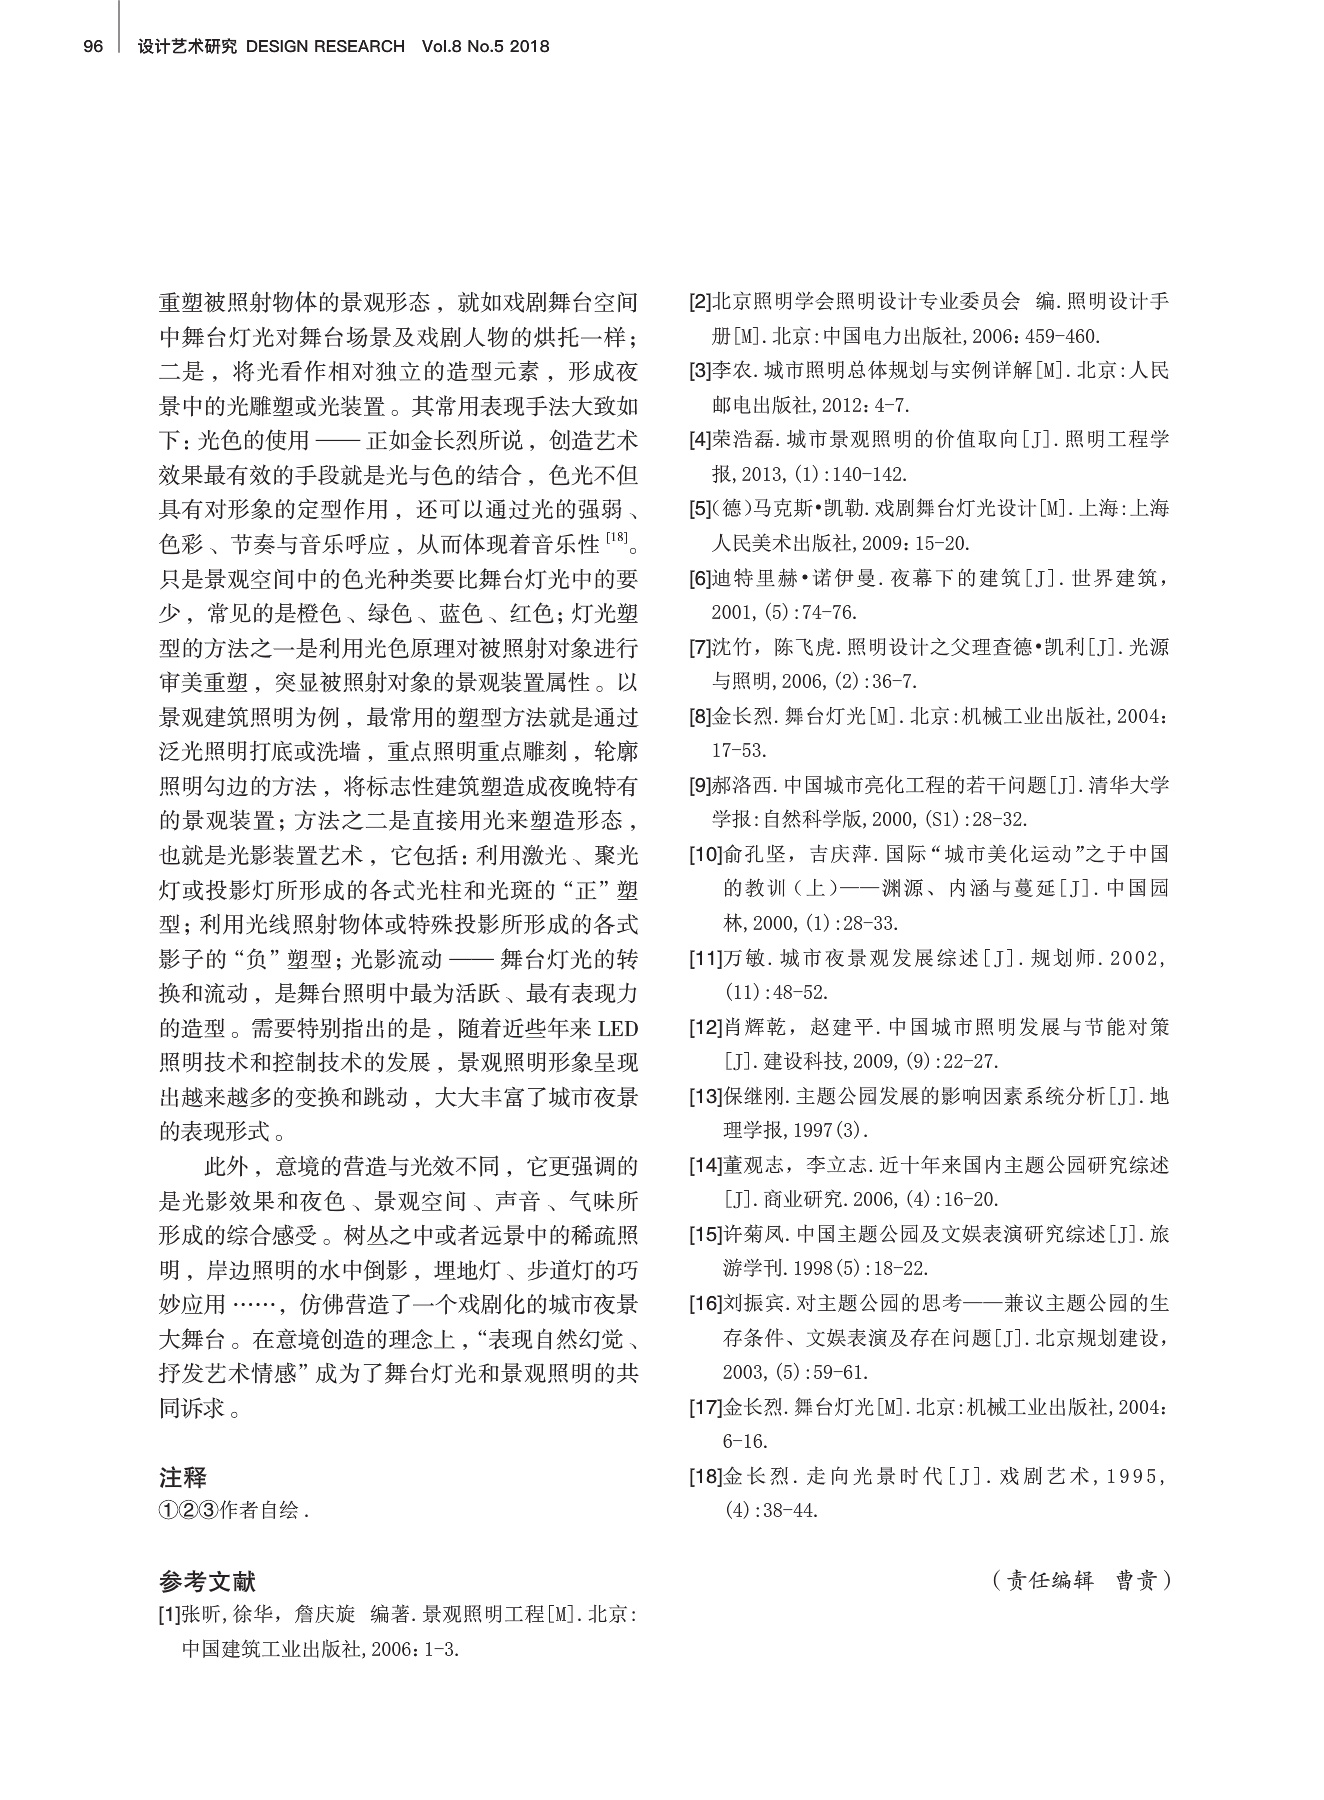 96 设计艺术研究 DESIGN RESEARCH Vol.8 No.5 2018
重塑被照射物体的景观形态，就如戏剧舞台空间
中舞台灯光对舞台场景及戏剧人物的烘托一样；
二是，将光看作相对独立的造型元素，形成夜
景中的光雕塑或光装置。其常用表现手法大致如
下：光色的使用——正如金长烈所说，创造艺术
效果最有效的手段就是光与色的结合，色光不但
具有对形象的定型作用，还可以通过光的强弱、
色彩、节奏与音乐呼应，从而体现着音乐性[18]。
只是景观空间中的色光种类要比舞台灯光中的要
少，常见的是橙色、绿色、蓝色、红色；灯光塑
型的方法之一是利用光色原理对被照射对象进行
审美重塑，突显被照射对象的景观装置属性。以
景观建筑照明为例，最常用的塑型方法就是通过
泛光照明打底或洗墙，重点照明重点雕刻，轮廓
照明勾边的方法，将标志性建筑塑造成夜晚特有
的景观装置；方法之二是直接用光来塑造形态，
也就是光影装置艺术，它包括：利用激光、聚光
灯或投影灯所形成的各式光柱和光斑的“正”塑
型；利用光线照射物体或特殊投影所形成的各式
影子的“负”塑型；光影流动——舞台灯光的转
换和流动，是舞台照明中最为活跃、最有表现力
的造型。需要特别指出的是，随着近些年来 LED
照明技术和控制技术的发展，景观照明形象呈现
出越来越多的变换和跳动，大大丰富了城市夜景
的表现形式。
此外，意境的营造与光效不同，它更强调的
是光影效果和夜色、景观空间、声音、气味所
形成的综合感受。树丛之中或者远景中的稀疏照
明，岸边照明的水中倒影，埋地灯、步道灯的巧
妙应用……，仿佛营造了一个戏剧化的城市夜景
大舞台。在意境创造的理念上，“表现自然幻觉、
抒发艺术情感”成为了舞台灯光和景观照明的共
同诉求。
注释
①②③作者自绘.
参考文献
[1]张昕,徐华，詹庆旋 编著.景观照明工程[M].北京:
中国建筑工业出版社,2006：1-3.
[2]北京照明学会照明设计专业委员会 编.照明设计手
册[M].北京:中国电力出版社,2006：459-460.
[3]李农.城市照明总体规划与实例详解[M].北京:人民
邮电出版社,2012：4-7.
[4]荣浩磊.城市景观照明的价值取向[J].照明工程学
报,2013,(1):140-142.
[5](德)马克斯•凯勒.戏剧舞台灯光设计[M].上海:上海
人民美术出版社,2009：15-20.
[6]迪特里赫•诺伊曼.夜幕下的建筑[J].世界建筑，
2001,(5):74-76.
[7]沈竹，陈飞虎.照明设计之父理查德•凯利[J].光源
与照明,2006,(2):36-7.
[8]金长烈.舞台灯光[M].北京:机械工业出版社,2004：
17-53.
[9]郝洛西.中国城市亮化工程的若干问题[J].清华大学
学报:自然科学版,2000,(S1):28-32.
[10]俞孔坚，吉庆萍.国际“城市美化运动”之于中国
的教训（上）——渊源、内涵与蔓延[J].中国园
林,2000,(1):28-33.
[11]万敏.城市夜景观发展综述[J].规划师.2002,
(11):48-52.
[12]肖辉乾，赵建平.中国城市照明发展与节能对策
[J].建设科技,2009,(9):22-27.
[13]保继刚.主题公园发展的影响因素系统分析[J].地
理学报,1997(3).
[14]董观志，李立志.近十年来国内主题公园研究综述
[J].商业研究.2006,(4):16-20.
[15]许菊凤.中国主题公园及文娱表演研究综述[J].旅
游学刊.1998(5):18-22.
[16]刘振宾.对主题公园的思考——兼议主题公园的生
存条件、文娱表演及存在问题[J].北京规划建设，
2003,(5):59-61.
[17]金长烈.舞台灯光[M].北京:机械工业出版社,2004：
6-16.
[18]金长烈.走向光景时代[J].戏剧艺术,1995,
(4):38-44.
（责任编辑 曹贵）